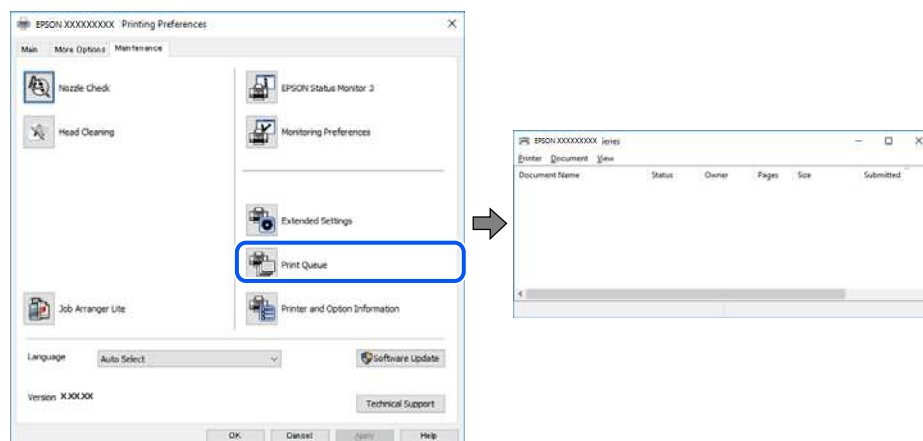 EPSON XXXXXXXXX Printing Preferences
Main More Options Maintenance
Nozzle Check
EPSON Status Monitor 3
Head Cleaning
Monitoring Preferences
Extended Settings
Print Queue
Job Arranger Lite
Printer and Option Information
Language Auto Select
Software Update
Version X.XX.XX
Technical Support
OK Cancel Apply Help
EPSON XXXXXXXXX ieries
Printer Document View
Document Name Status Owner Pages Size Submitted